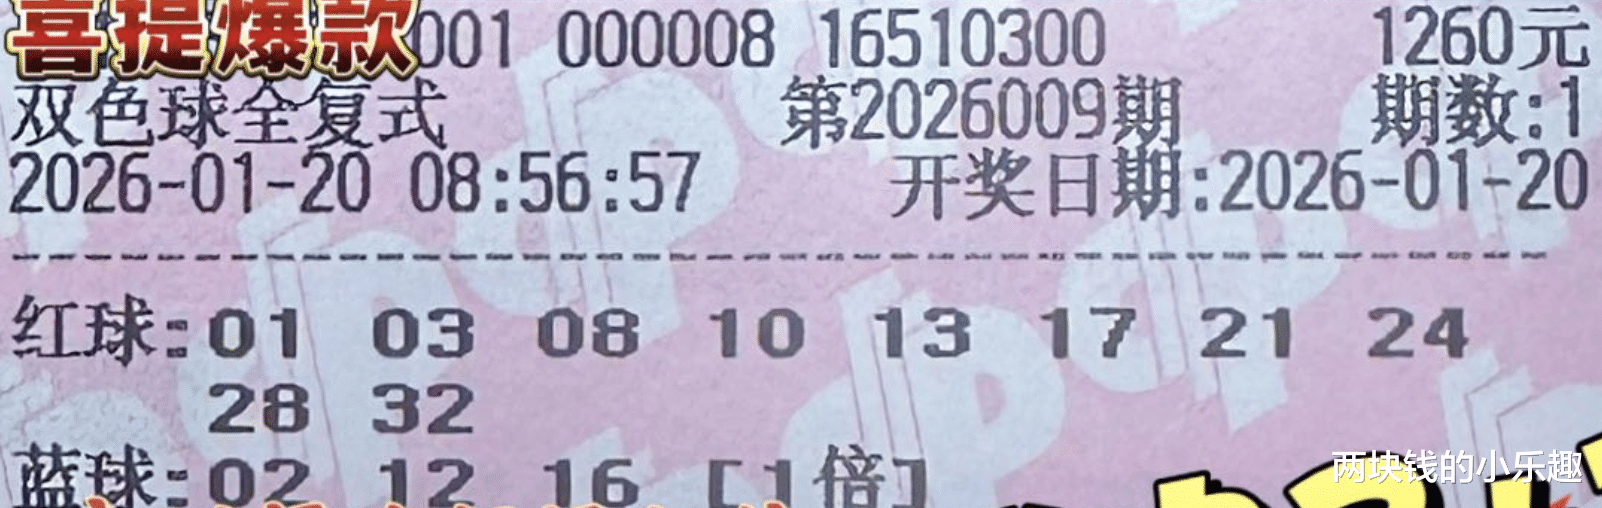 喜提爆款
001 000008 16510300 1260元
双色球全复式 第2026009期 期数:1
2026-01-20 08:56:57 开奖日期:2026-01-20
红球:01 03 08 10 13 17 21 24
28 32
蓝球:02 12 16 [1倍]
两块钱的小乐趣